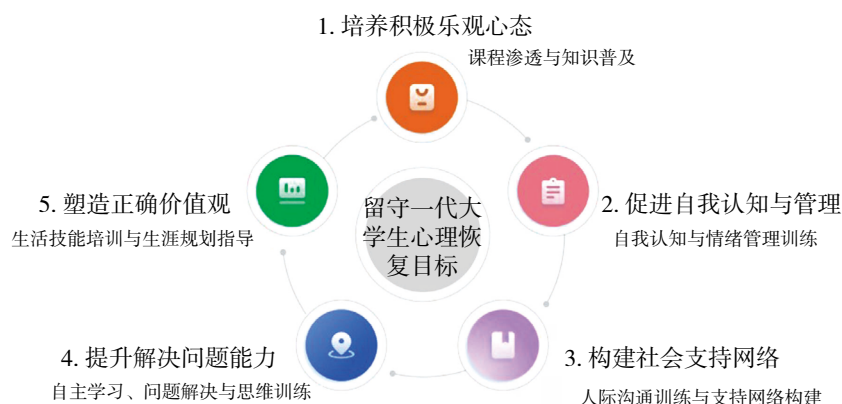 1. 培养积极乐观心态
课程渗透与知识普及
2. 促进自我认知与管理
自我认知与情绪管理训练
3. 构建社会支持网络
人际沟通训练与支持网络构建
4. 提升解决问题能力
自主学习、问题解决与思维训练
5. 塑造正确价值观
生活技能培训与生涯规划指导
留守一代大
学生心理恢
复目标